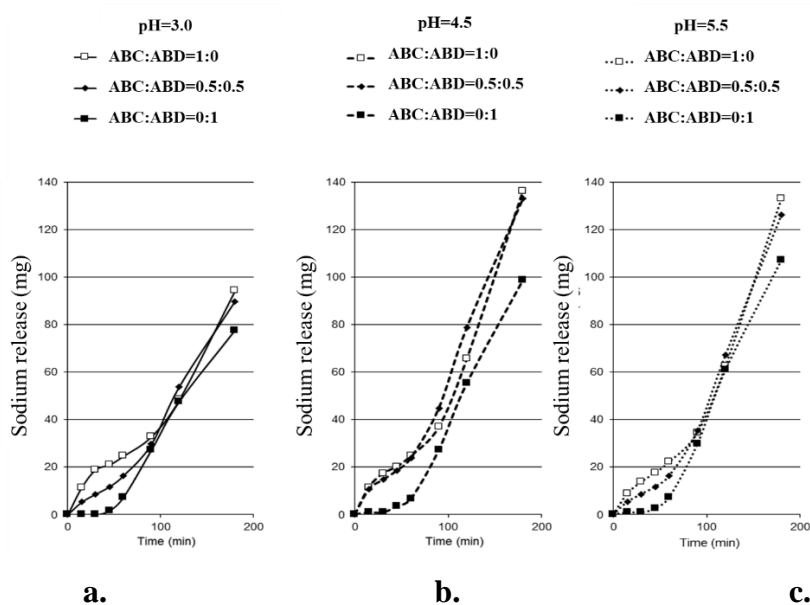 pH=3.0
ABC:ABD=1:0
ABC:ABD=0.5:0.5
ABC:ABD=0:1
140
120
100
80
60
40
20
0
0
100
200
Sodium release (mg)
Time (min)
a.
pH=4.5
ABC:ABD=1:0
ABC:ABD=0.5:0.5
ABC:ABD=0:1
140
120
100
80
60
40
20
0
0
100
200
Sodium release (mg)
Time (min)
b.
pH=5.5
ABC:ABD=1:0
ABC:ABD=0.5:0.5
ABC:ABD=0:1
140
120
100
80
60
40
20
0
0
100
200
Sodium release (mg)
Time (min)
c.